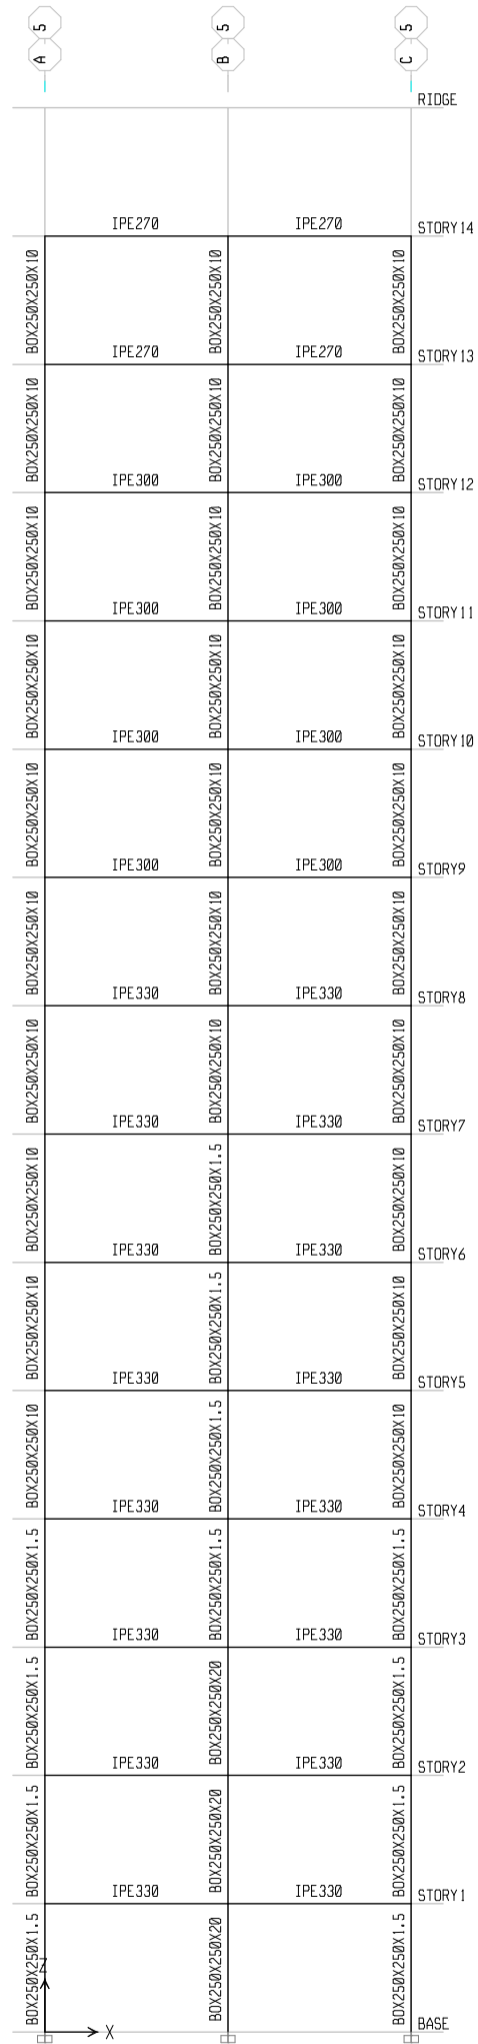 5 5 5
A B C
RIDGE
IPE270 IPE270 STORY14
BOX250X250X10 BOX250X250X10 BOX250X250X10
IPE270 IPE270 STORY13
BOX250X250X10 BOX250X250X10 BOX250X250X10
IPE300 IPE300 STORY12
BOX250X250X10 BOX250X250X10 BOX250X250X10
IPE300 IPE300 STORY11
BOX250X250X10 BOX250X250X10 BOX250X250X10
IPE300 IPE300 STORY10
BOX250X250X10 BOX250X250X10 BOX250X250X10
IPE300 IPE300 STORY9
BOX250X250X10 BOX250X250X10 BOX250X250X10
IPE330 IPE330 STORY8
BOX250X250X10 BOX250X250X10 BOX250X250X10
IPE330 IPE330 STORY7
BOX250X250X10 BOX250X250X1.5 BOX250X250X10
IPE330 IPE330 STORY6
BOX250X250X10 BOX250X250X1.5 BOX250X250X10
IPE330 IPE330 STORY5
BOX250X250X10 BOX250X250X1.5 BOX250X250X10
IPE330 IPE330 STORY4
BOX250X250X1.5 BOX250X250X1.5 BOX250X250X1.5
IPE330 IPE330 STORY3
BOX250X250X1.5 BOX250X250X20 BOX250X250X1.5
IPE330 IPE330 STORY2
BOX250X250X1.5 BOX250X250X20 BOX250X250X1.5
IPE330 IPE330 STORY1
BOX250X250X1.5 BOX250X250X20 BOX250X250X1.5
Z
X BASE